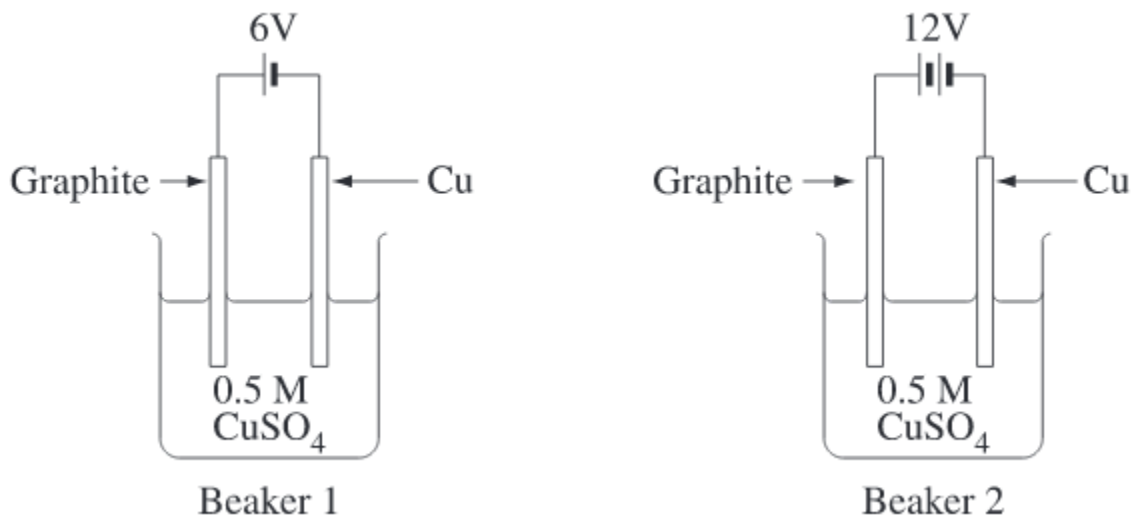 6V
12V
Graphite
Cu
Graphite
Cu
0.5 M
CuSO4
0.5 M
CuSO4
Beaker 1
Beaker 2